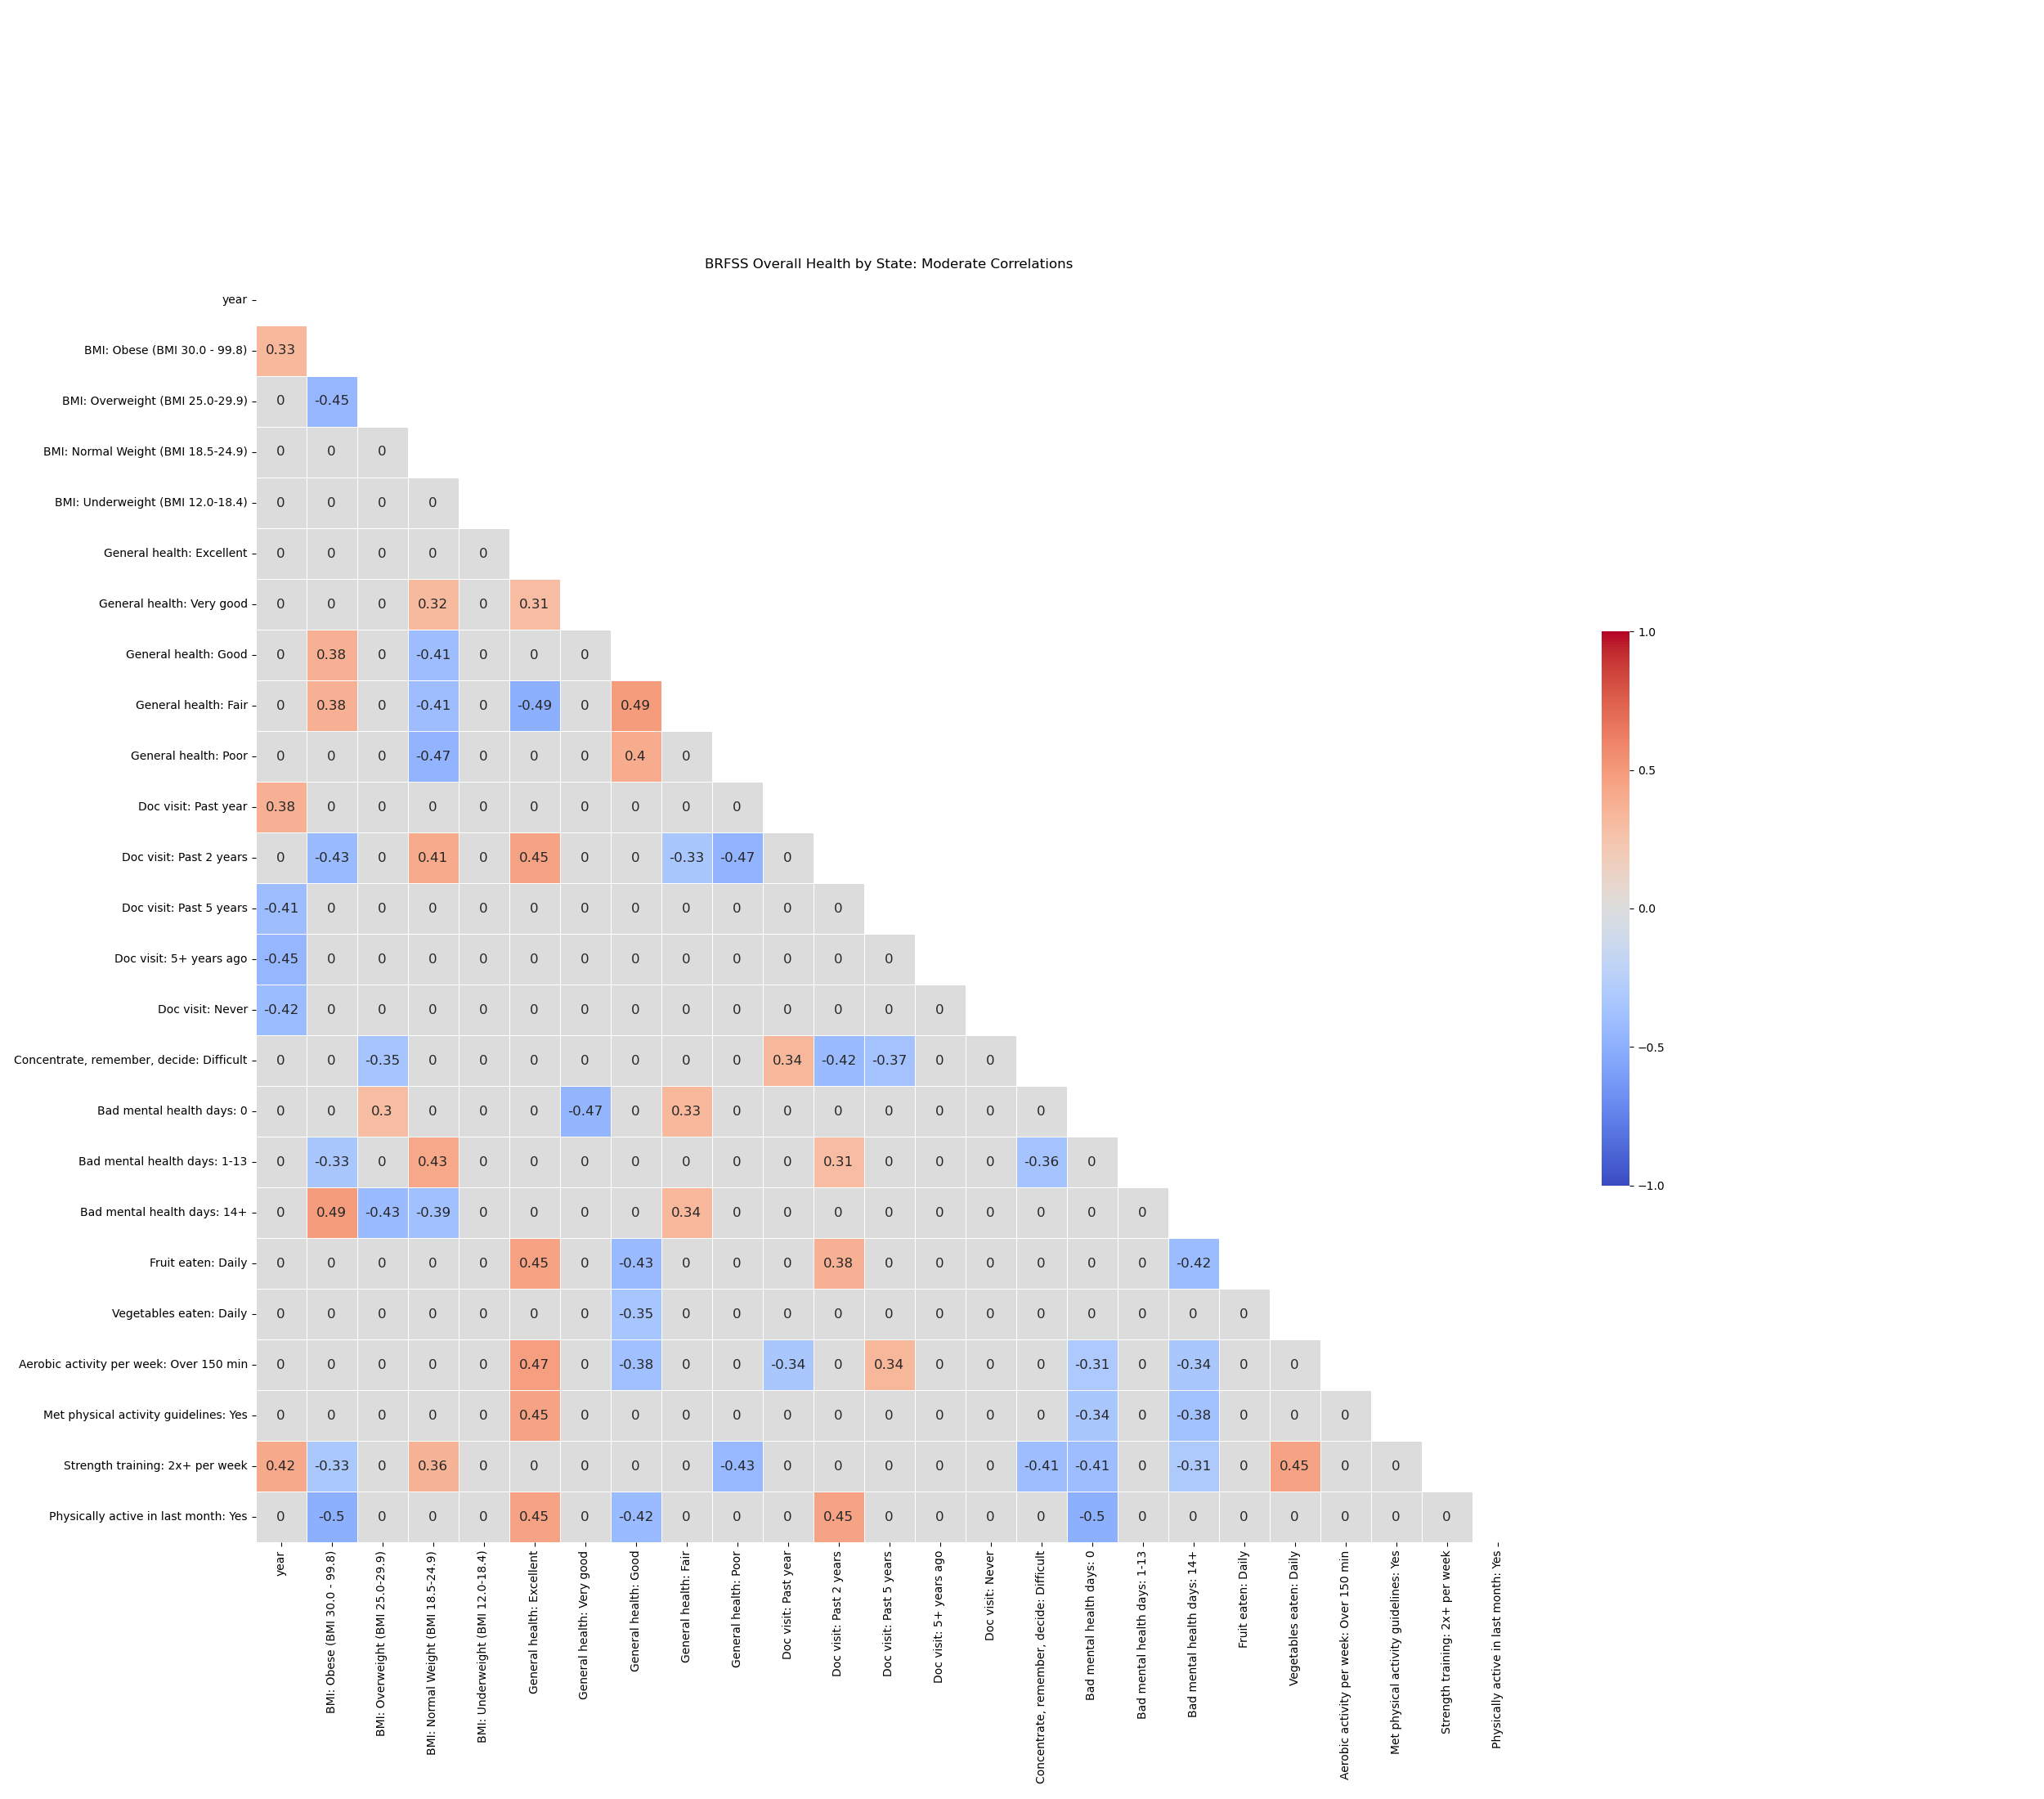 BRFSS Overall Health by State: Moderate Correlations
year
BMI: Obese (BMI 30.0 - 99.8) 0.33
BMI: Overweight (BMI 25.0-29.9) 0 -0.45
BMI: Normal Weight (BMI 18.5-24.9) 0 0 0
BMI: Underweight (BMI 12.0-18.4) 0 0 0 0
General health: Excellent 0 0 0 0 0
General health: Very good 0 0 0 0.32 0 0.31
General health: Good 0 0.38 0 -0.41 0 0 0
General health: Fair 0 0.38 0 -0.41 0 -0.49 0 0.49
General health: Poor 0 0 0 -0.47 0 0 0 0.4 0
Doc visit: Past year 0.38 0 0 0 0 0 0 0 0 0
Doc visit: Past 2 years 0 -0.43 0 0.41 0 0.45 0 0 -0.33 -0.47 0
Doc visit: Past 5 years -0.41 0 0 0 0 0 0 0 0 0 0 0
Doc visit: 5+ years ago -0.45 0 0 0 0 0 0 0 0 0 0 0 0
Doc visit: Never -0.42 0 0 0 0 0 0 0 0 0 0 0 0 0
Concentrate, remember, decide: Difficult 0 0 -0.35 0 0 0 0 0 0 0 0.34 -0.42 -0.37 0 0
Bad mental health days: 0 0 0 0.3 0 0 0 -0.47 0 0.33 0 0 0 0 0 0 0
Bad mental health days: 1-13 0 -0.33 0 0.43 0 0 0 0 0 0 0 0.31 0 0 0 -0.36 0
Bad mental health days: 14+ 0 0.49 -0.43 -0.39 0 0 0 0 0.34 0 0 0 0 0 0 0 0 0
Fruit eaten: Daily 0 0 0 0 0 0.45 0 -0.43 0 0 0 0.38 0 0 0 0 0 0 -0.42
Vegetables eaten: Daily 0 0 0 0 0 0 0 -0.35 0 0 0 0 0 0 0 0 0 0 0 0
Aerobic activity per week: Over 150 min 0 0 0 0 0 0.47 0 -0.38 0 0 -0.34 0 0.34 0 0 0 -0.31 0 -0.34 0 0
Met physical activity guidelines: Yes 0 0 0 0 0 0.45 0 0 0 0 0 0 0 0 0 0 -0.34 0 -0.38 0 0 0
Strength training: 2x+ per week 0.42 -0.33 0 0.36 0 0 0 0 0 -0.43 0 0 0 0 0 -0.41 -0.41 0 -0.31 0 0.45 0 0
Physically active in last month: Yes 0 -0.5 0 0 0 0.45 0 -0.42 0 0 0 0.45 0 0 0 0 -0.5 0 0 0 0 0 0 0
year
BMI: Obese (BMI 30.0 - 99.8)
BMI: Overweight (BMI 25.0-29.9)
BMI: Normal Weight (BMI 18.5-24.9)
BMI: Underweight (BMI 12.0-18.4)
General health: Excellent
General health: Very good
General health: Good
General health: Fair
General health: Poor
Doc visit: Past year
Doc visit: Past 2 years
Doc visit: Past 5 years
Doc visit: 5+ years ago
Doc visit: Never
Concentrate, remember, decide: Difficult
Bad mental health days: 0
Bad mental health days: 1-13
Bad mental health days: 14+
Fruit eaten: Daily
Vegetables eaten: Daily
Aerobic activity per week: Over 150 min
Met physical activity guidelines: Yes
Strength training: 2x+ per week
Physically active in last month: Yes
1.0
0.5
0.0
−0.5
−1.0